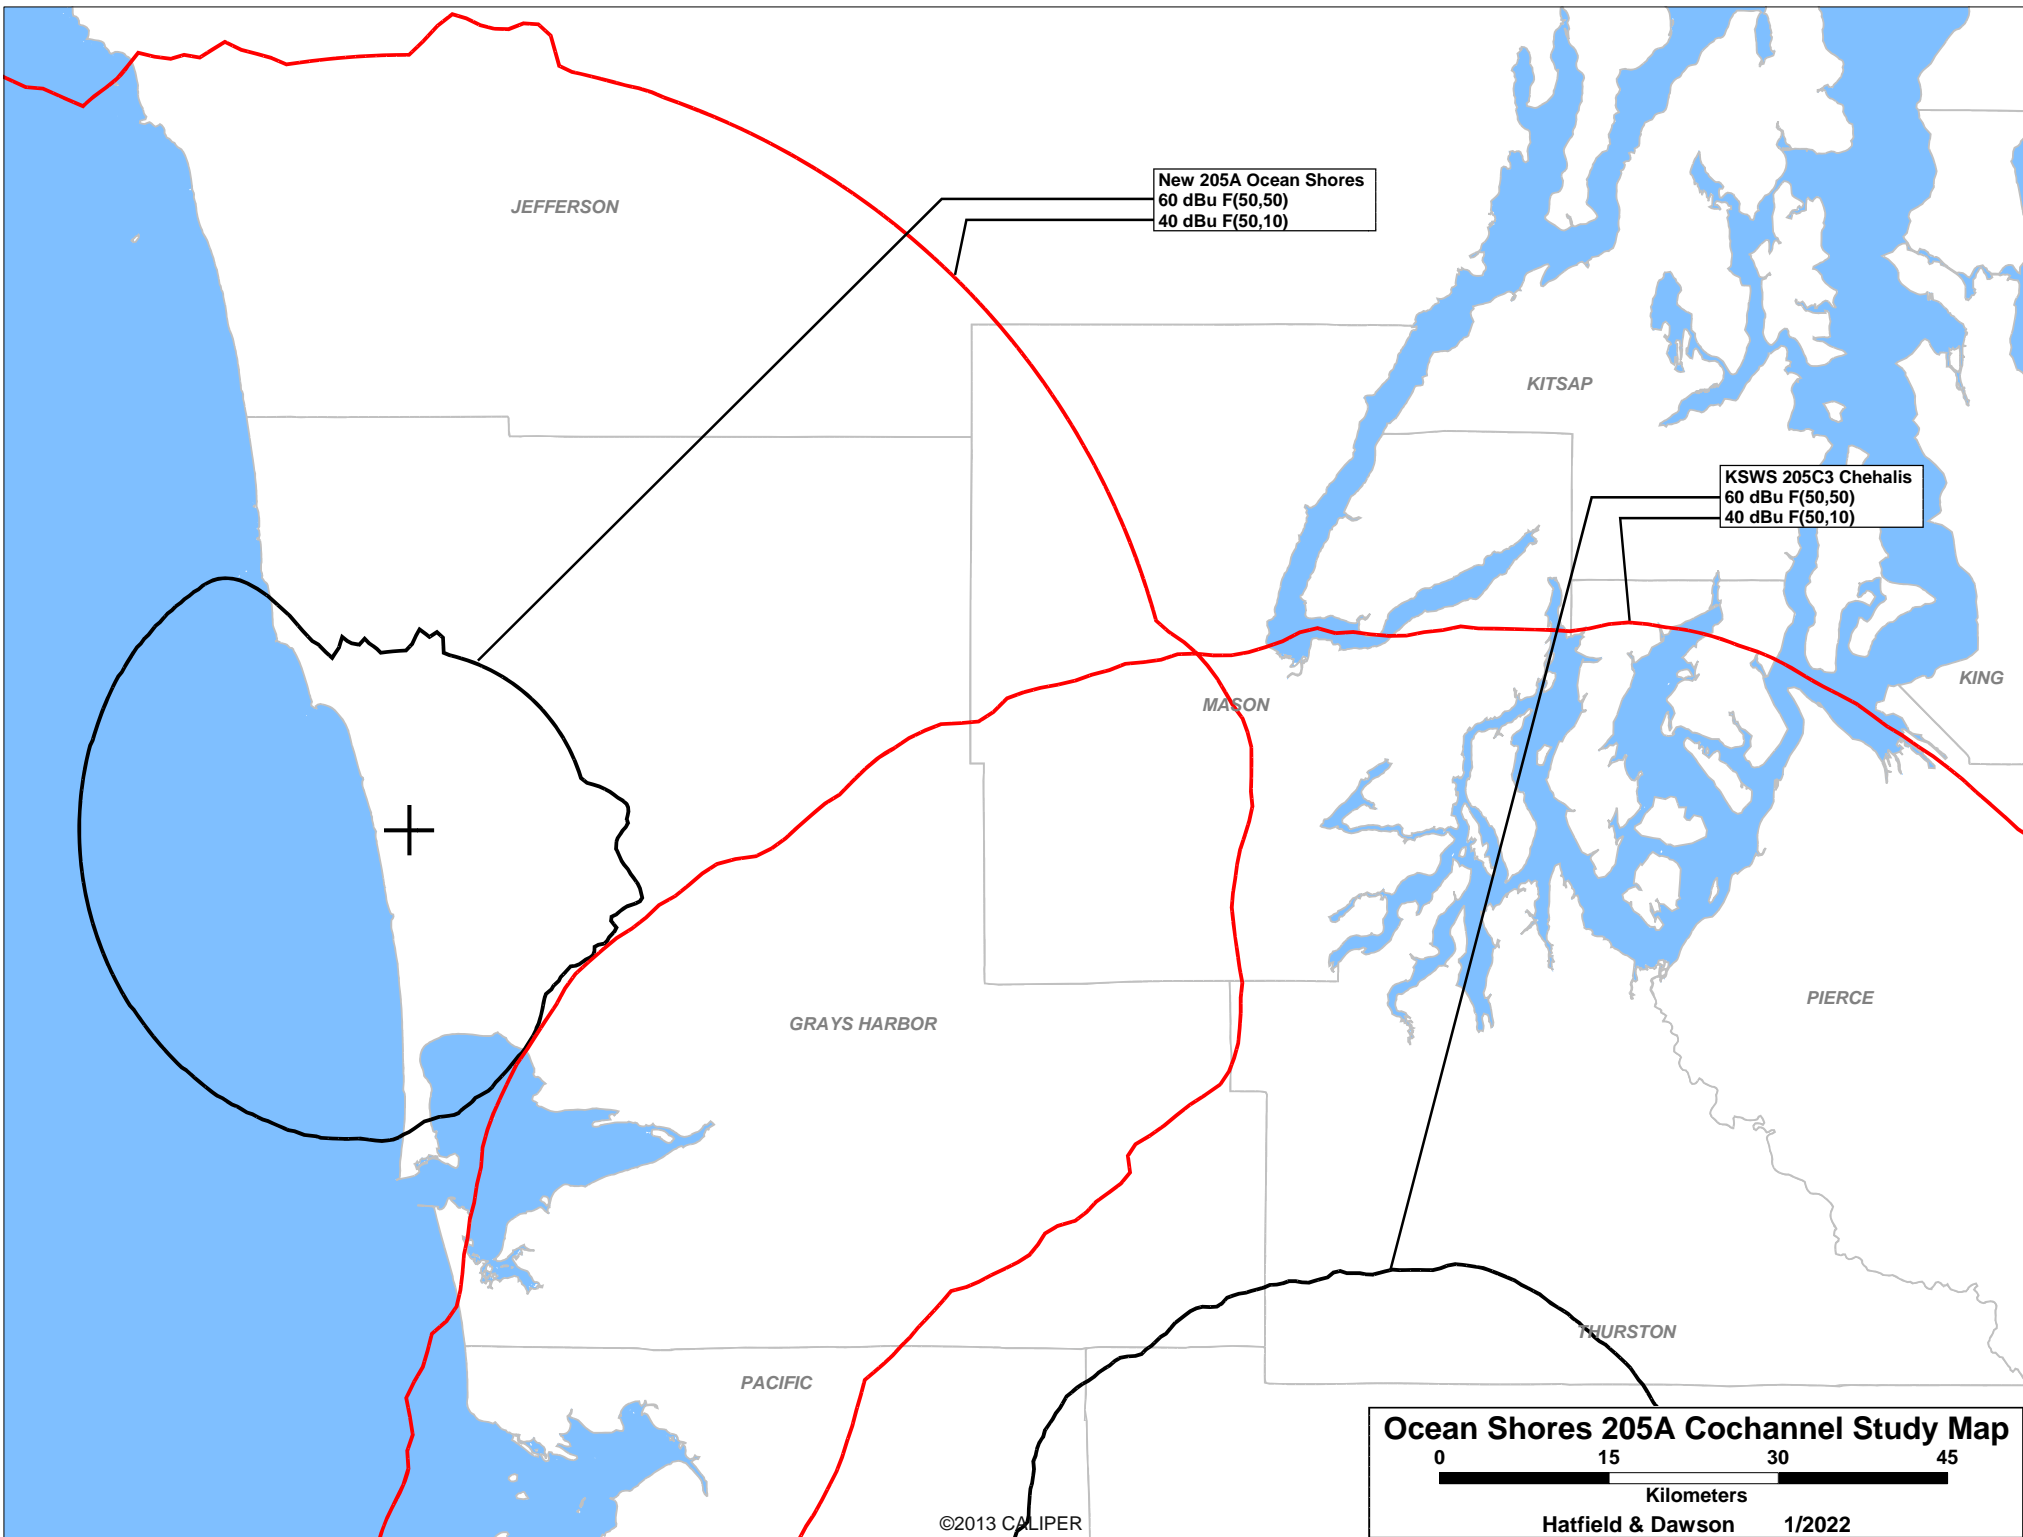 New 205A Ocean Shores
60 dBu F(50,50)
40 dBu F(50,10)
JEFFERSON
KITSAP
KSWS 205C3 Chehalis
60 dBu F(50,50)
40 dBu F(50,10)
KING
MASON
PIERCE
GRAYS HARBOR
THURSTON
PACIFIC
Ocean Shores 205A Cochannel Study Map
0 15 30 45
Kilometers
Hatfield & Dawson 1/2022
©2013 CALIPER